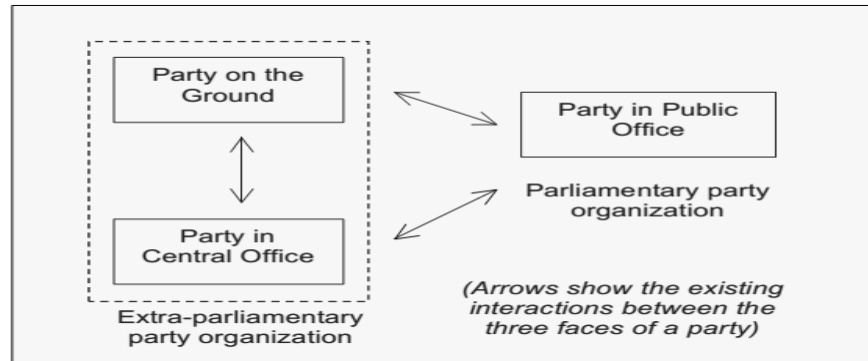 Party on the
Ground
Party in Public
Office
Party in
Central Office
Parliamentary party
organization
Extra-parliamentary
party organization
(Arrows show the existing
interactions between the
three faces of a party)